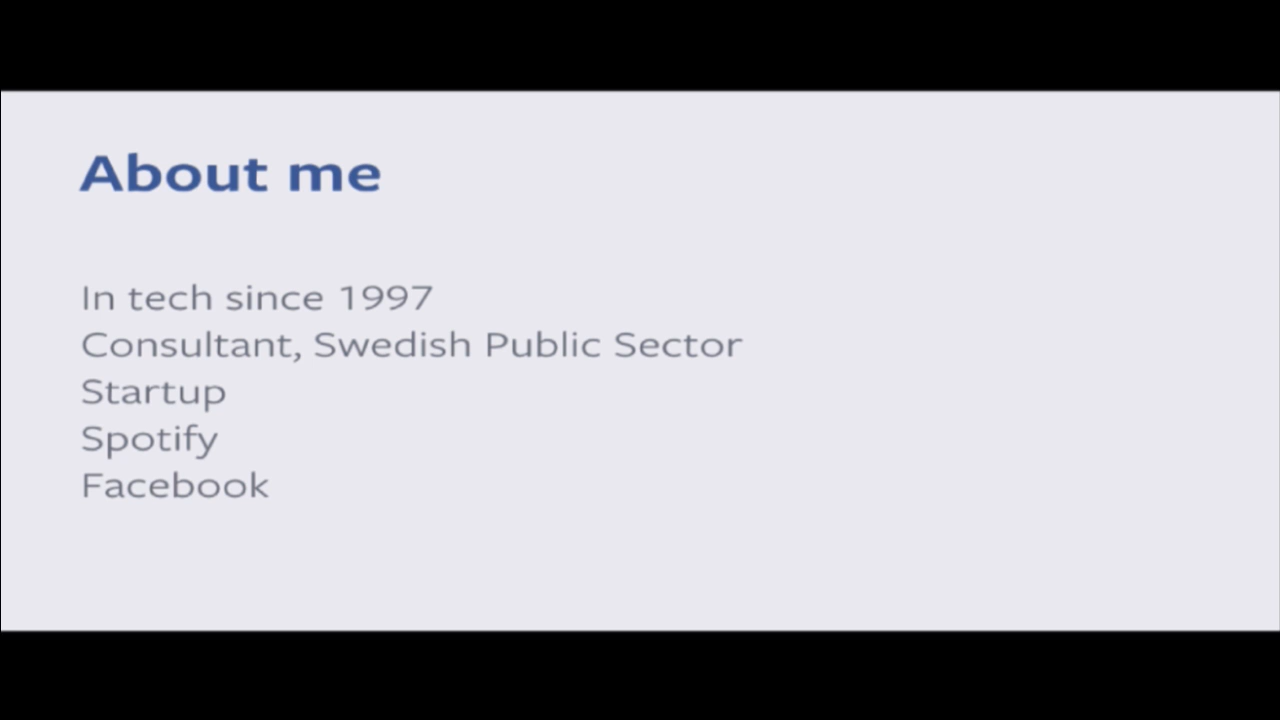 About me
In tech since 1997
Consultant, Swedish Public Sector
Startup
Spotify
Facebook